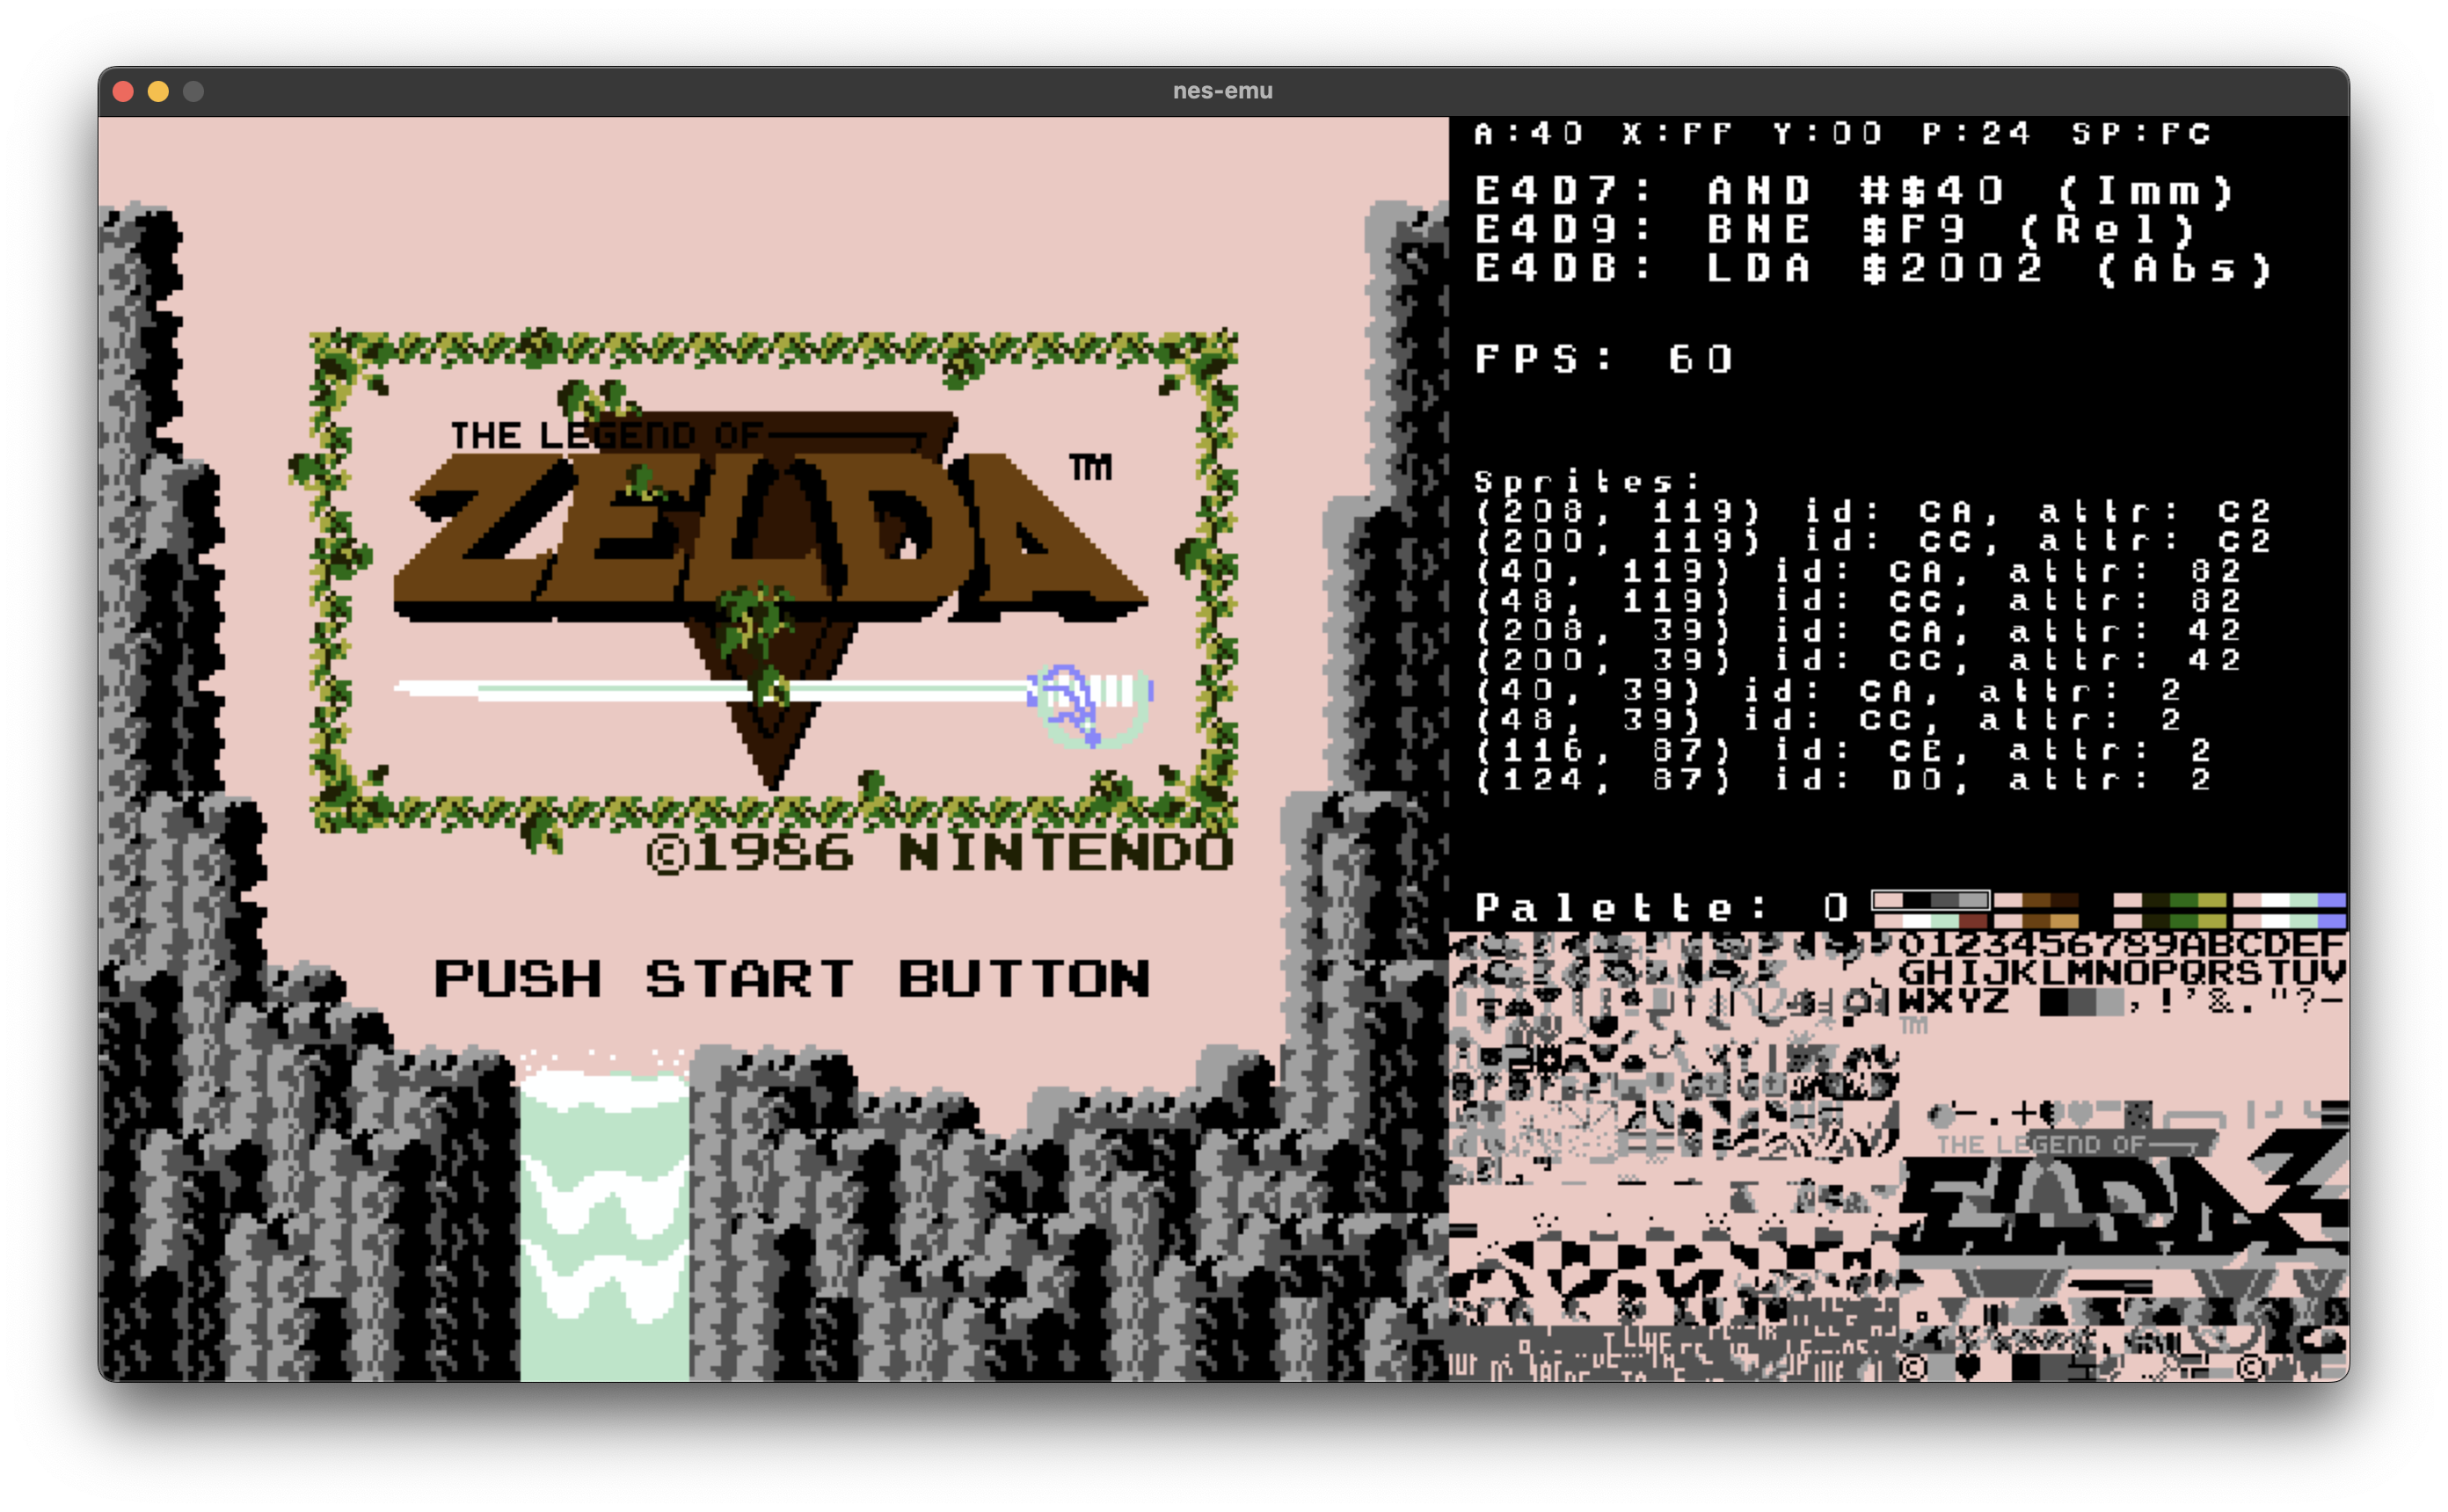 nes-emu
THE LEGEND OF
ZELDA
TM
©1986 NINTENDO
PUSH START BUTTON
A:40 X:FF Y:00 P:24 SP:FC
E4D7: AND #$40 (Imm)
E4D9: BNE $F9 (Rel)
E4DB: LDA $2002 (Abs)
FPS: 60
Sprites:
(208, 119) id: CA, attr: C2
(200, 119) id: CC, attr: C2
(40, 119) id: CA, attr: 82
(48, 119) id: CC, attr: 82
(208, 39) id: CA, attr: 42
(200, 39) id: CC, attr: 42
(40, 39) id: CA, attr: 2
(48, 39) id: CC, attr: 2
(116, 87) id: CE, attr: 2
(124, 87) id: D0, attr: 2
Palette: 0
0123456789ABCDEF
GHIJKLMNOPQRSTUV
WXYZ ,!'&."?-
TM
THE LEGEND OF